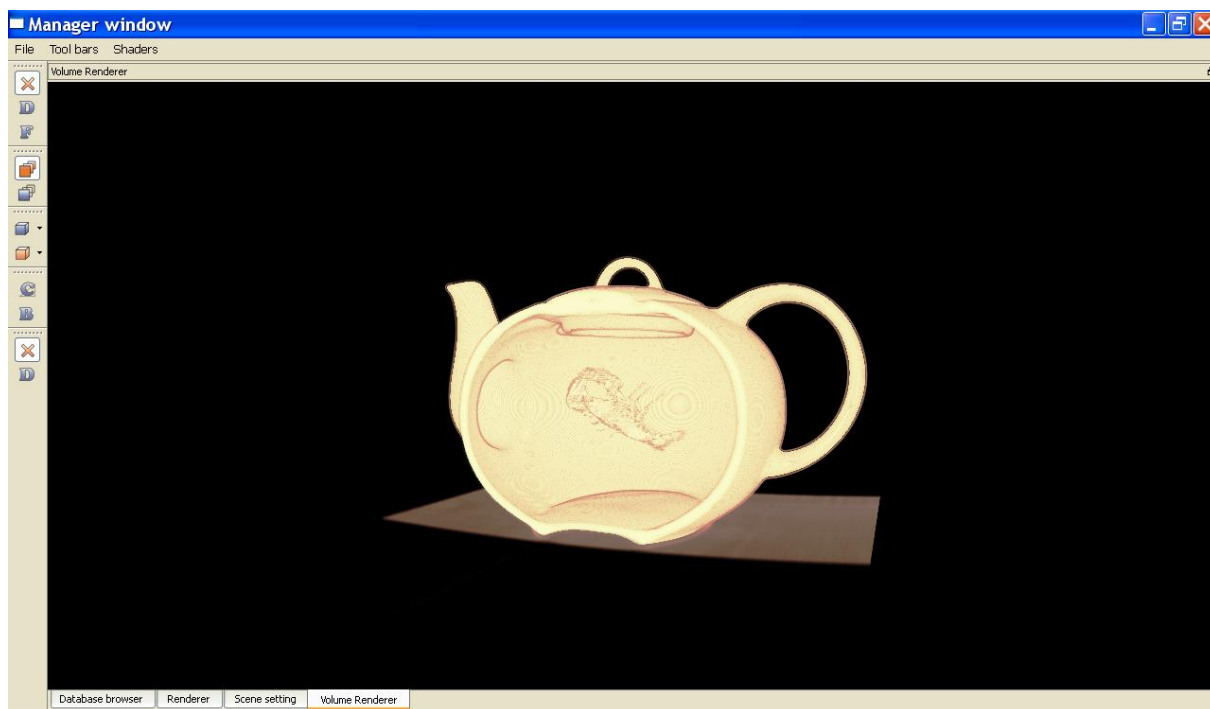 Manager window
File Tool bars Shaders
Volume Renderer
D
F
C
B
D
Database browser Renderer Scene setting Volume Renderer